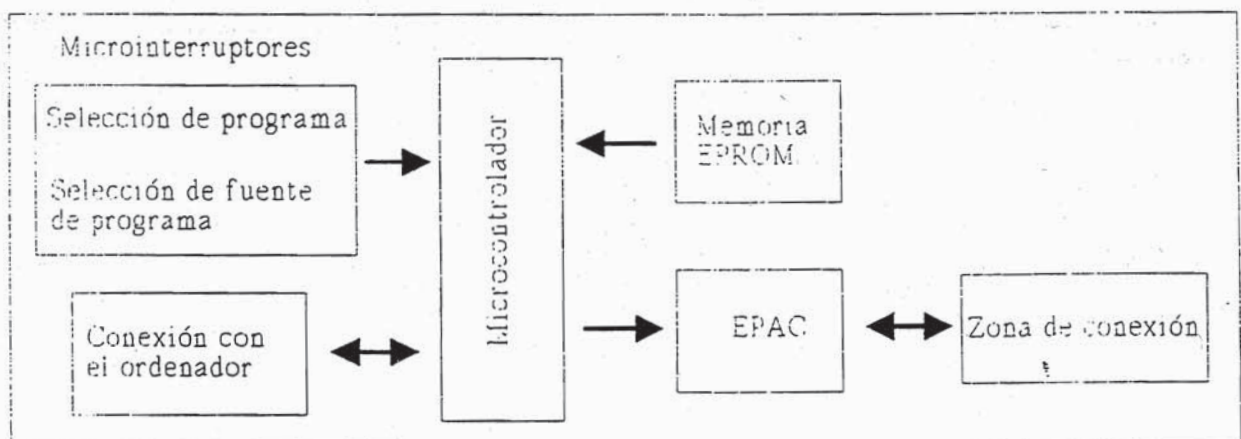 Microinterruptores
Selección de programa
Selección de fuente
de programa
Conexión con
el ordenador
Microcontrolador
Memoria
EPROM
EPAC
Zona de conexión